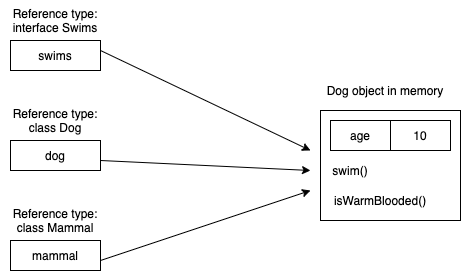 Reference type:
interface Swims
swims
Reference type:
class Dog
dog
Reference type:
class Mammal
mammal
Dog object in memory
age 10
swim()
isWarmBlooded()